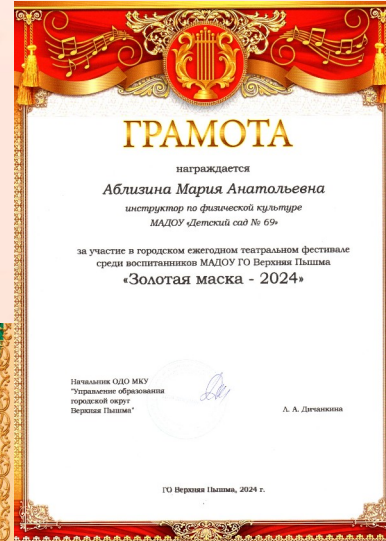 ГРАМОТА
награждается
Аблизина Мария Анатольевна
инструктор по физической культуре
МАДОУ «Детский сад № 69»
за участие в городском ежегодном театральном фестивале
среди воспитанников МАДОУ ГО Верхняя Пышма
«Золотая маска - 2024»
Начальник ОДО МКУ
"Управление образования
городской округ
Верхняя Пышма"
Л. А. Дичанкина
ГО Верхняя Пышма, 2024 г.